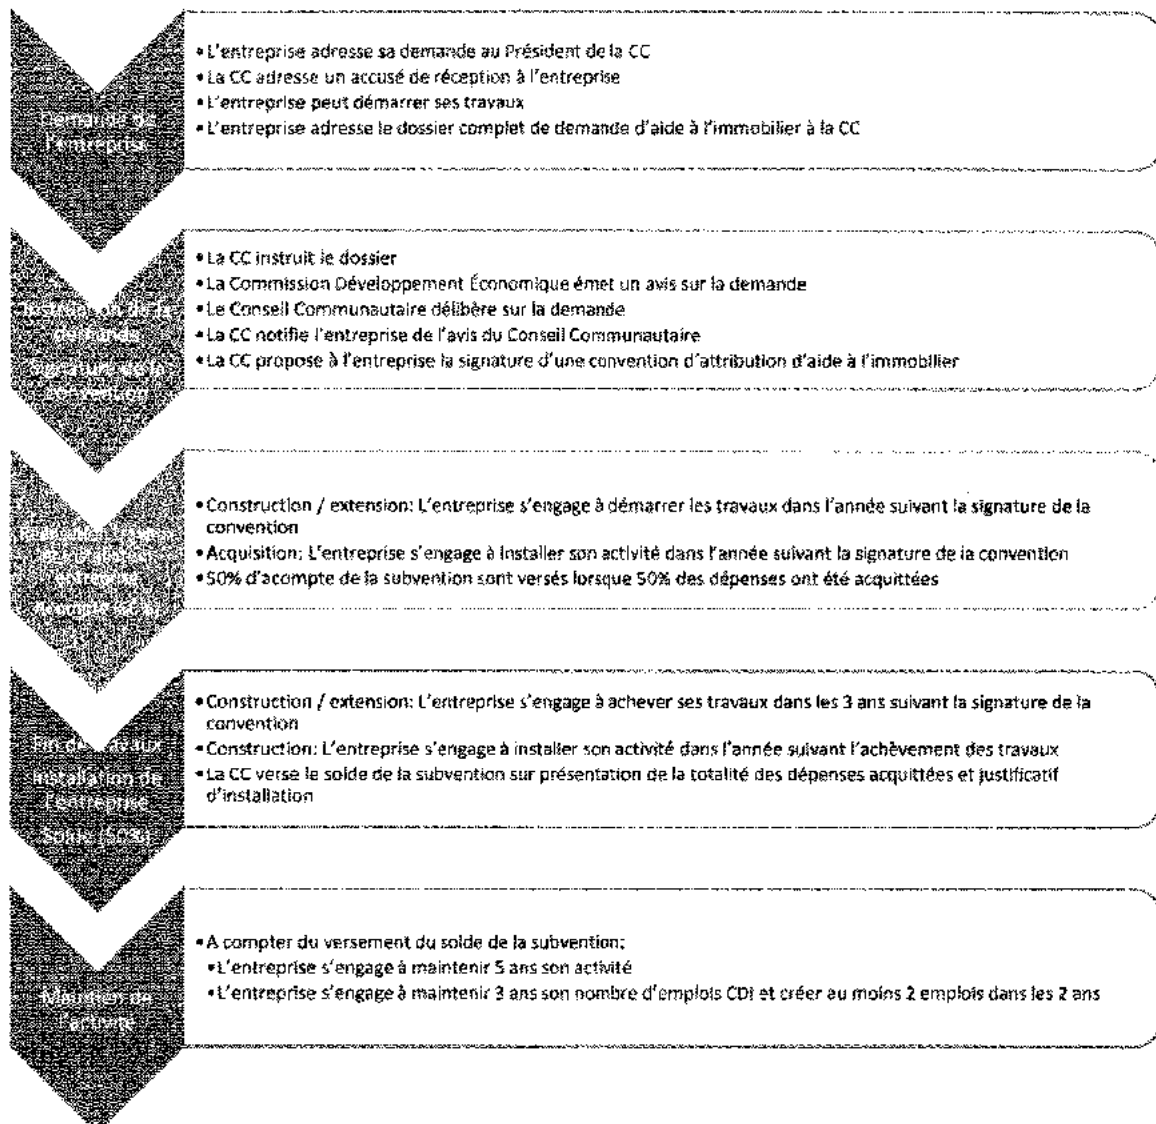 Demande de
l'entreprise
• L'entreprise adresse sa demande au Président de la CC
• La CC adresse un accusé de réception à l'entreprise
• L'entreprise peut démarrer ses travaux
• L'entreprise adresse le dossier complet de demande d'aide à l'immobilier à la CC
Instruction de la
demande
Signature de la
convention
• La CC instruit le dossier
• La Commission Développement Économique émet un avis sur la demande
• Le Conseil Communautaire délibère sur la demande
• La CC notifie l'entreprise de l'avis du Conseil Communautaire
• La CC propose à l'entreprise la signature d'une convention d'attribution d'aide à l'immobilier
l'entreprise
• Construction / extension: L'entreprise s'engage à démarrer les travaux dans l'année suivant la signature de la
convention
• Acquisition: L'entreprise s'engage à installer son activité dans l'année suivant la signature de la convention
• 50% d'acompte de la subvention sont versés lorsque 50% des dépenses ont été acquittées
Fin des travaux
Installation de
l'entreprise
Solde (50%)
• Construction / extension: L'entreprise s'engage à achever ses travaux dans les 3 ans suivant la signature de la
convention
• Construction: L'entreprise s'engage à installer son activité dans l'année suivant l'achèvement des travaux
• La CC verse le solde de la subvention sur présentation de la totalité des dépenses acquittées et justificatif
d'installation
Maintien de
l'activité
• A compter du versement du solde de la subvention:
• L'entreprise s'engage à maintenir 5 ans son activité
• L'entreprise s'engage à maintenir 3 ans son nombre d'emplois CDI et créer au moins 2 emplois dans les 2 ans